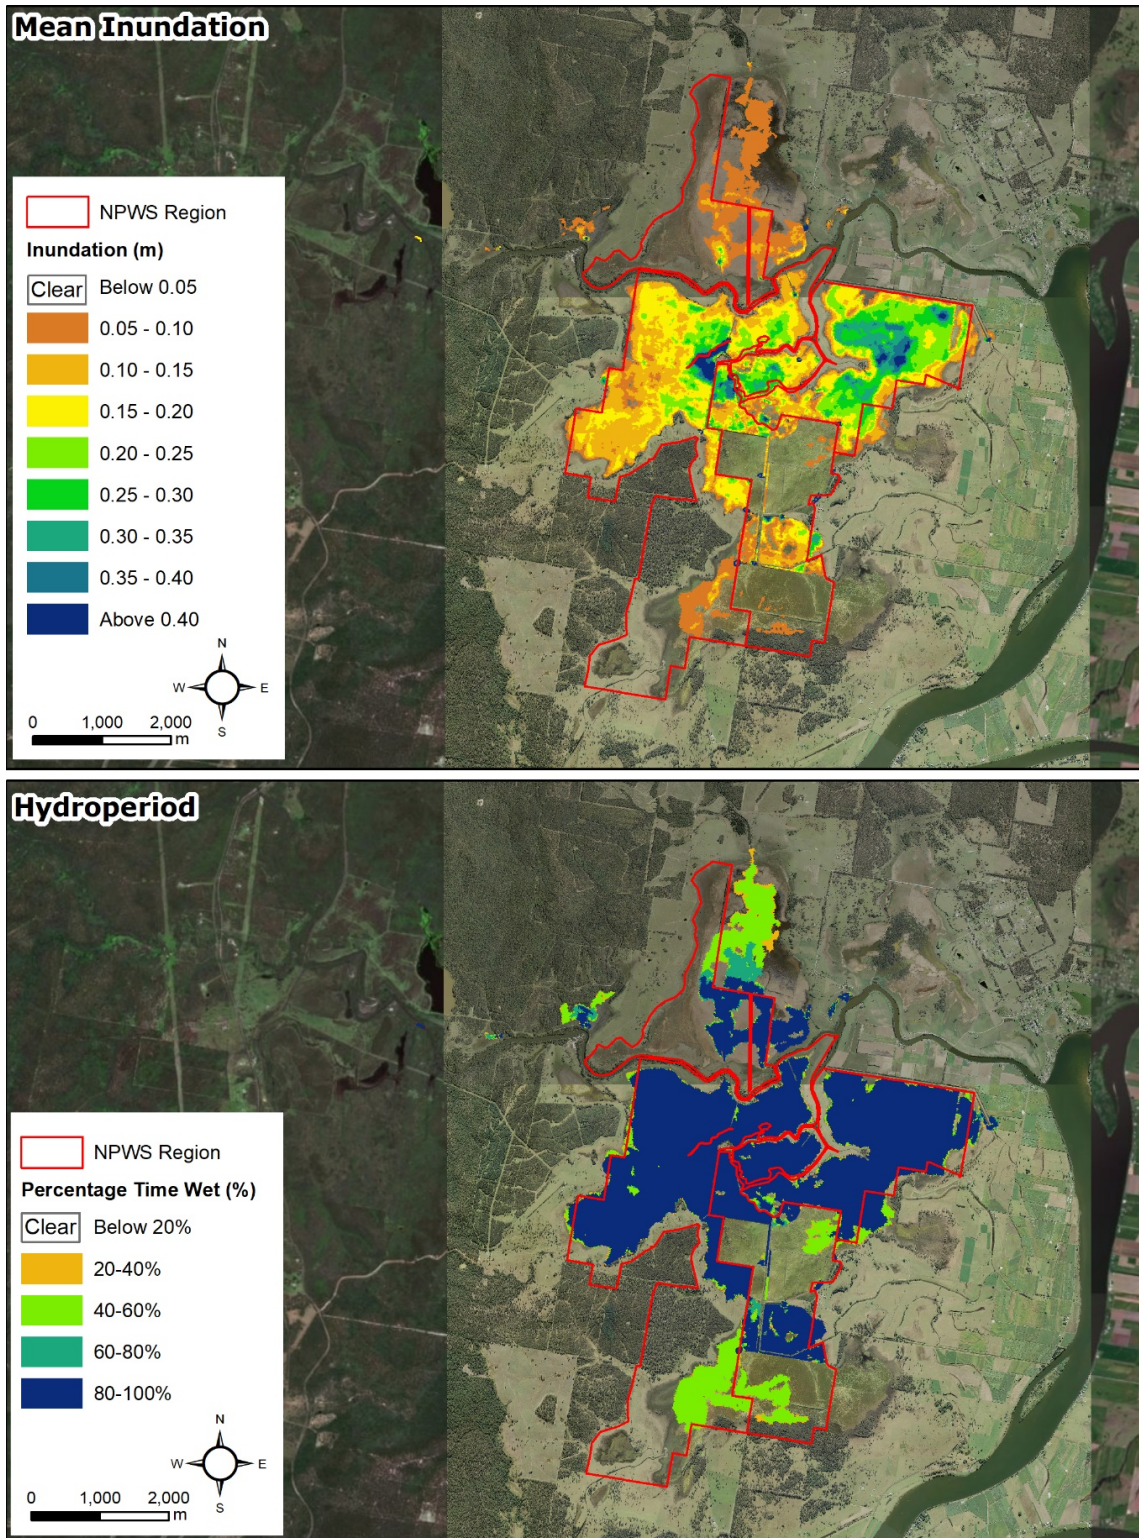 Mean Inundation
NPWS Region
Inundation (m)
Clear Below 0.05
0.05 - 0.10
0.10 - 0.15
0.15 - 0.20
0.20 - 0.25
0.25 - 0.30
0.30 - 0.35
0.35 - 0.40
Above 0.40
N
W E
S
0 1,000 2,000
m
Hydroperiod
NPWS Region
Percentage Time Wet (%)
Clear Below 20%
20-40%
40-60%
60-80%
80-100%
N
W E
S
0 1,000 2,000
m